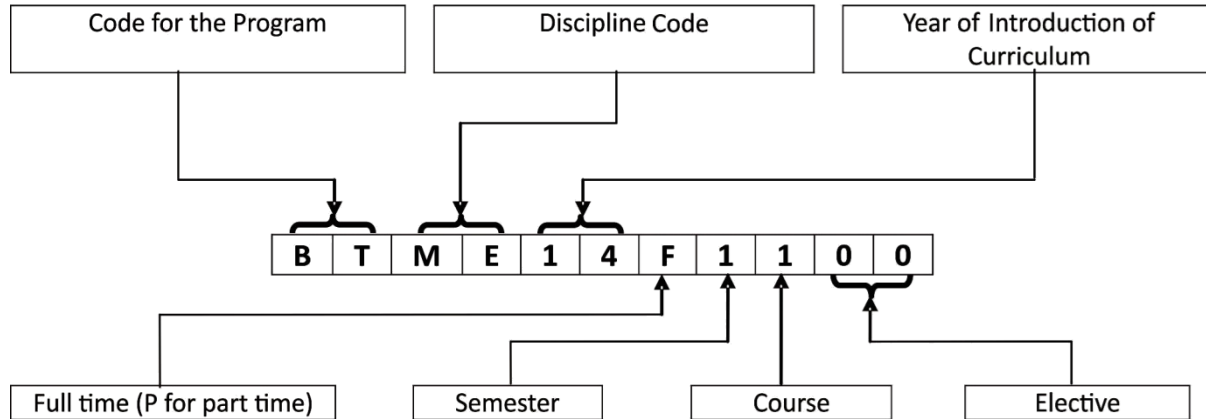 Code for the Program
Discipline Code
Year of Introduction of
Curriculum
B T M E 1 4 F 1 1 0 0
Full time (P for part time)
Semester
Course
Elective